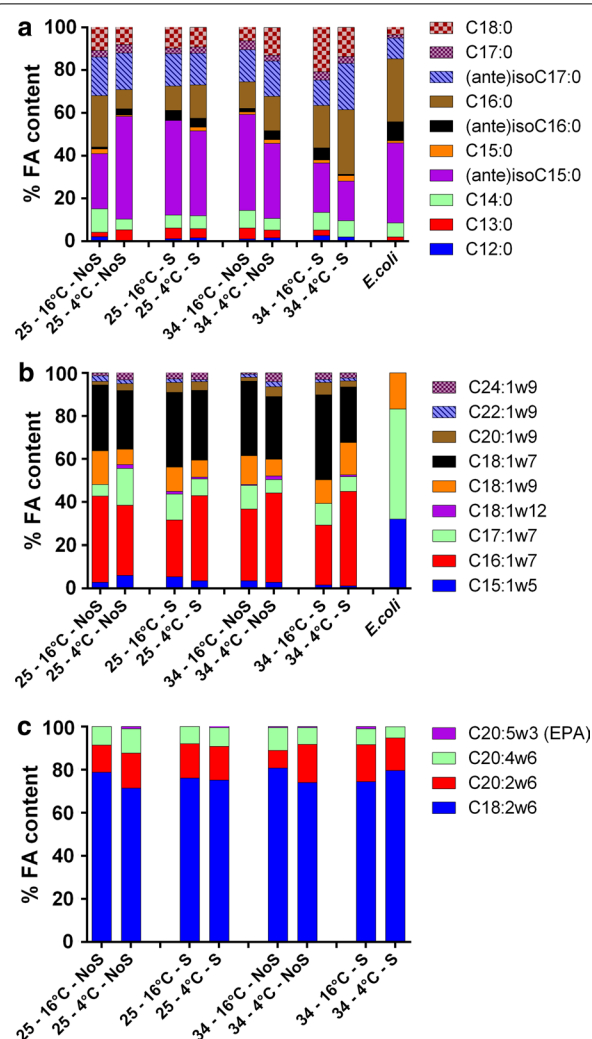 a
% FA content
100
80
60
40
20
0
25 - 16°C - NoS
25 - 4°C - NoS
25 - 16°C - S
25 - 4°C - S
34 - 16°C - NoS
34 - 4°C - NoS
34 - 16°C - S
34 - 4°C - S
E.coli
C18:0
C17:0
(ante)isoC17:0
C16:0
(ante)isoC16:0
C15:0
(ante)isoC15:0
C14:0
C13:0
C12:0
b
% FA content
100
80
60
40
20
0
25 - 16°C - NoS
25 - 4°C - NoS
25 - 16°C - S
25 - 4°C - S
34 - 16°C - NoS
34 - 4°C - NoS
34 - 16°C - S
34 - 4°C - S
E.coli
C24:1w9
C22:1w9
C20:1w9
C18:1w7
C18:1w9
C18:1w12
C17:1w7
C16:1w7
C15:1w5
c
% FA content
100
80
60
40
20
0
25 - 16°C - NoS
25 - 4°C - NoS
25 - 16°C - S
25 - 4°C - S
34 - 16°C - NoS
34 - 4°C - NoS
34 - 16°C - S
34 - 4°C - S
C20:5w3 (EPA)
C20:4w6
C20:2w6
C18:2w6